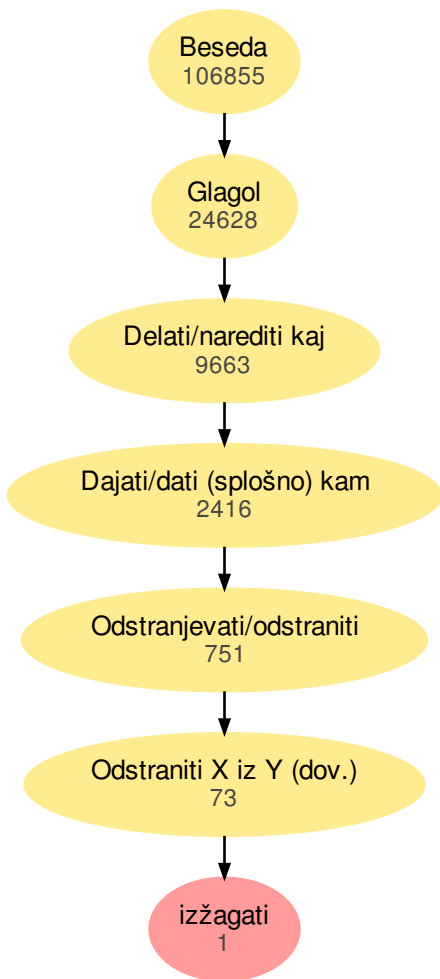 Beseda
106855
Glagol
24628
Delati/narediti kaj
9663
Dajati/dati (splošno) kam
2416
Odstranjevati/odstraniti
751
Odstraniti X iz Y (dov.)
73
izžagati
1